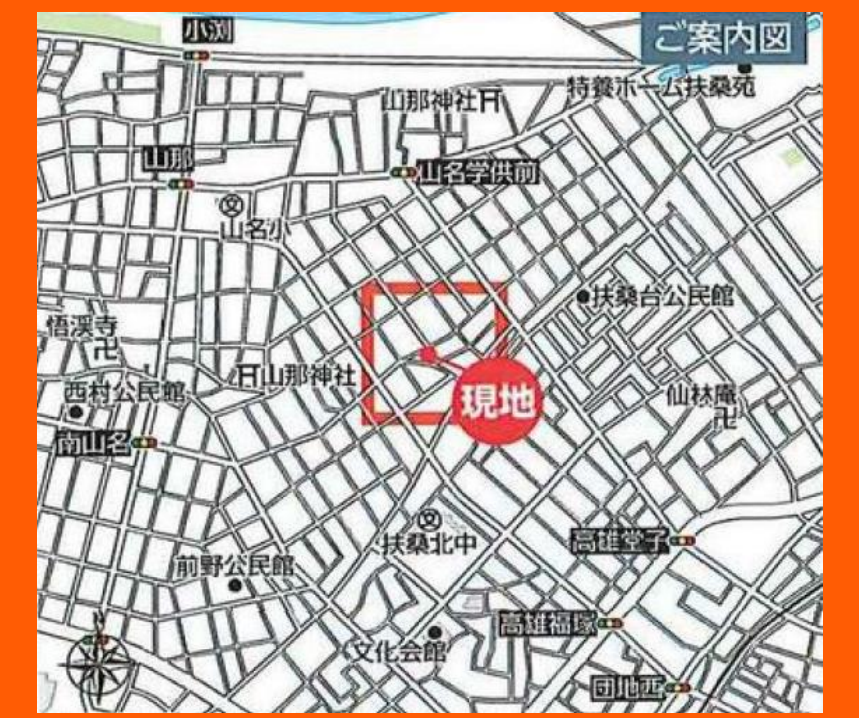 小渕
ご案内図
特養ホーム扶桑苑
山那神社
山那
山名学供前
山名小
扶桑台公民館
悟溪寺
山那神社
西村公民館
現地
仙林庵
南山名
扶桑北中
高雄堂子
前野公民館
高雄福塚
文化会館
団地西
N